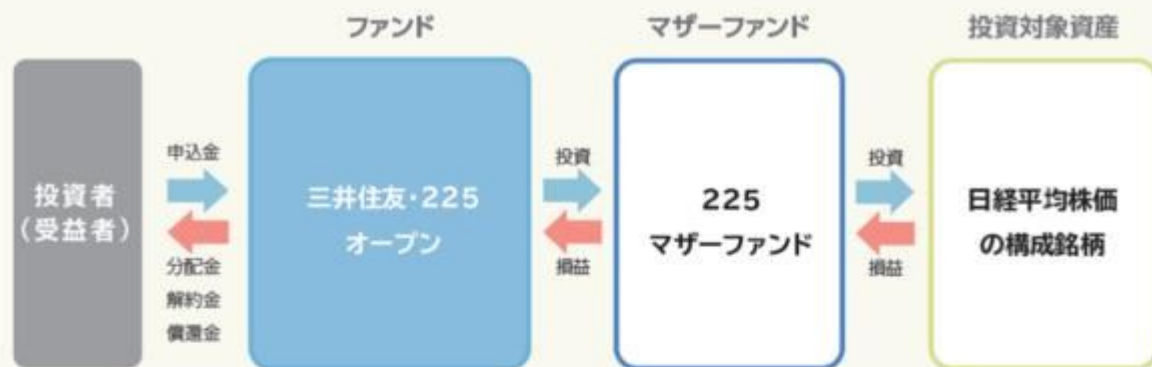 ファンド
マザーファンド
投資対象資産
投資者
（受益者）
申込金
分配金
解約金
償還金
三井住友・225
オープン
投資
損益
225
マザーファンド
投資
損益
日経平均株価
の構成銘柄